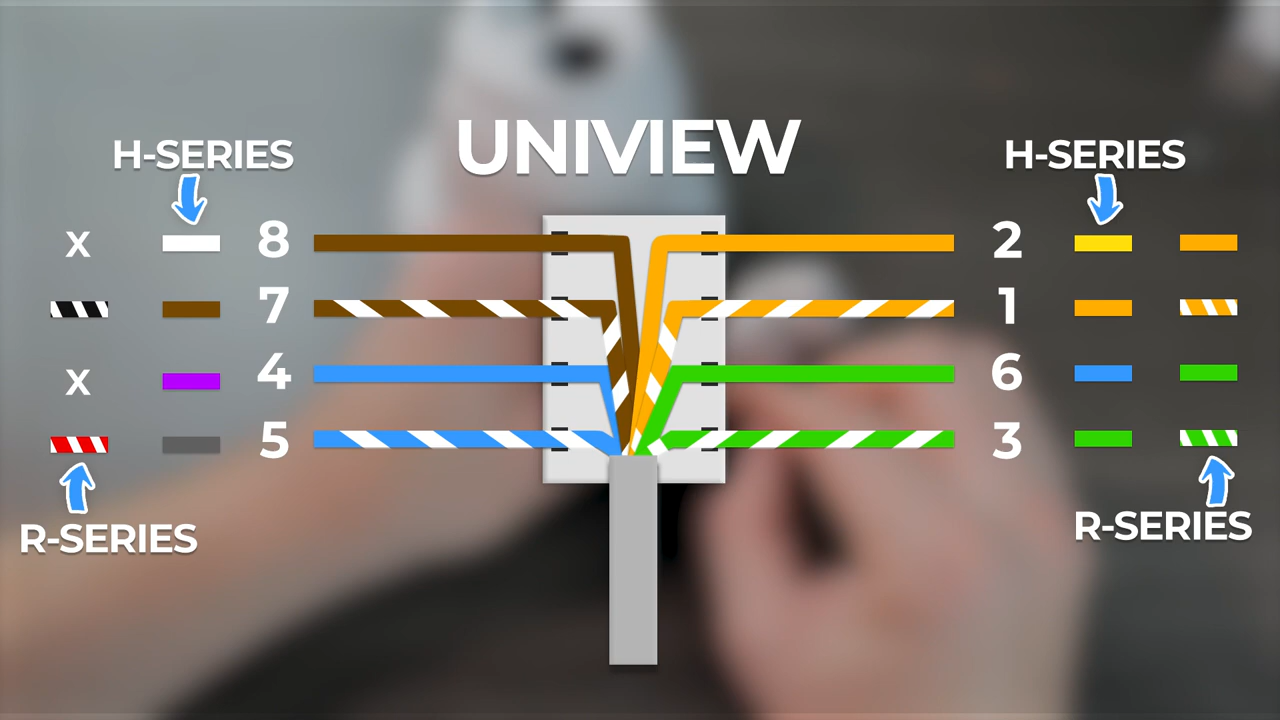 UNIVIEW
H-SERIES
H-SERIES
X 8 2
7 1
X 4 6
5 3
R-SERIES
R-SERIES